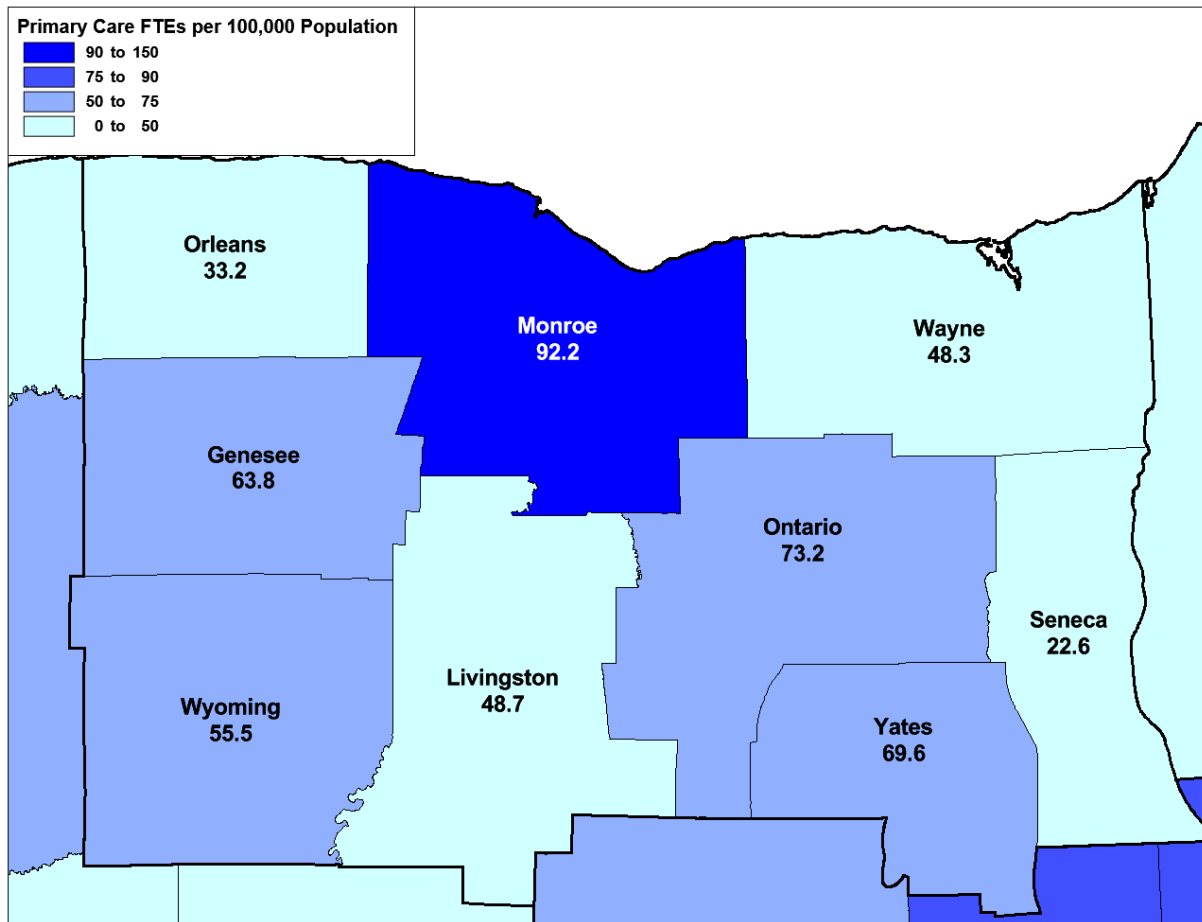 Primary Care FTEs per 100,000 Population
90 to 150
75 to 90
50 to 75
0 to 50
Orleans
33.2
Monroe
92.2
Wayne
48.3
Genesee
63.8
Ontario
73.2
Seneca
22.6
Livingston
48.7
Wyoming
55.5
Yates
69.6